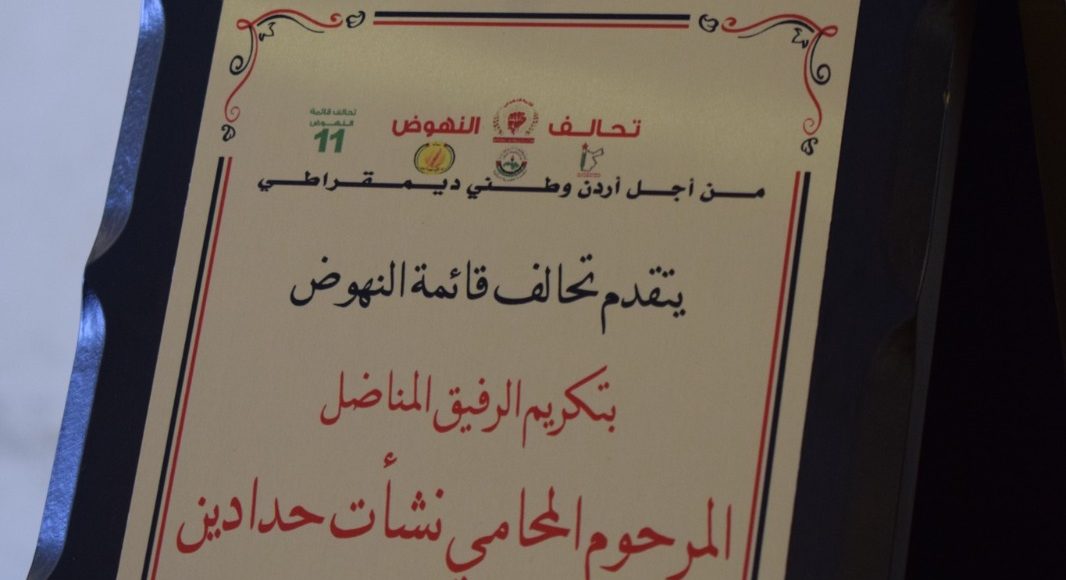 تحالف النهوض
تحالف قائمة
النهوض
11
من أجل أردن وطني ديمقراطي
يتقدم تحالف قائمة النهوض
بتكريم الرفيق المناضل
المرحوم المحامي نشأت حدادين